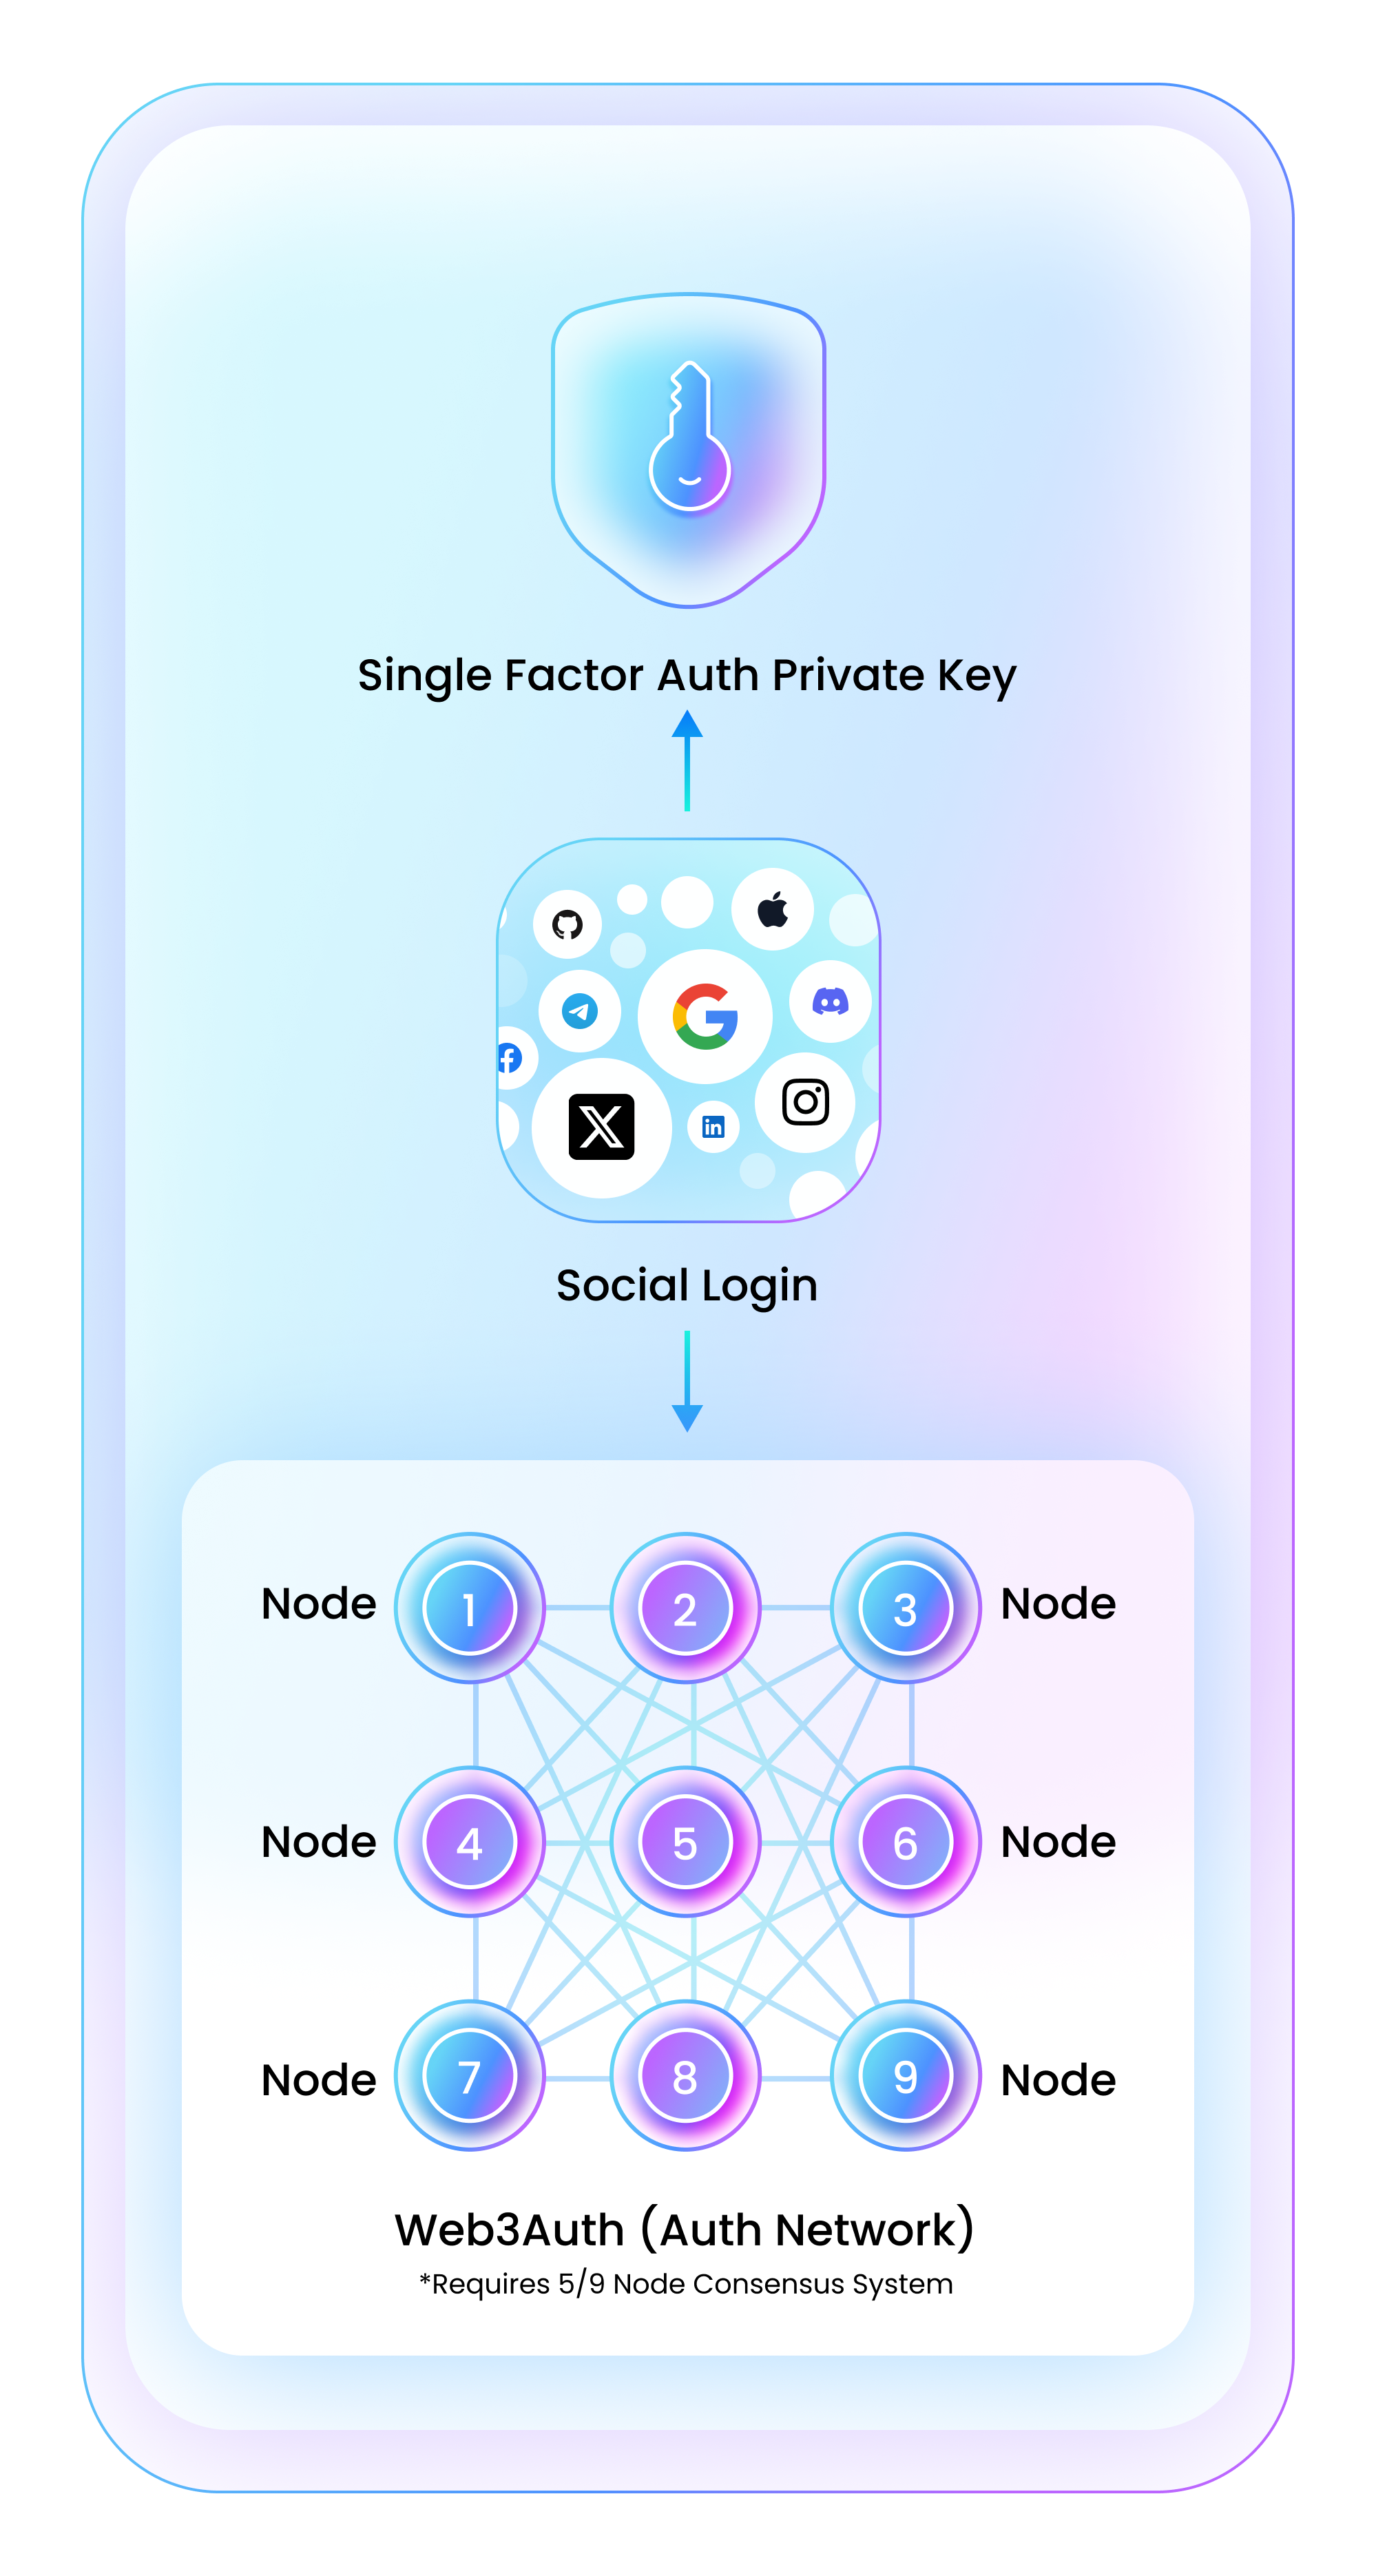 Single Factor Auth Private Key
Social Login
Node 1 2 3 Node
Node 4 5 6 Node
Node 7 8 9 Node
Web3Auth (Auth Network)
*Requires 5/9 Node Consensus System